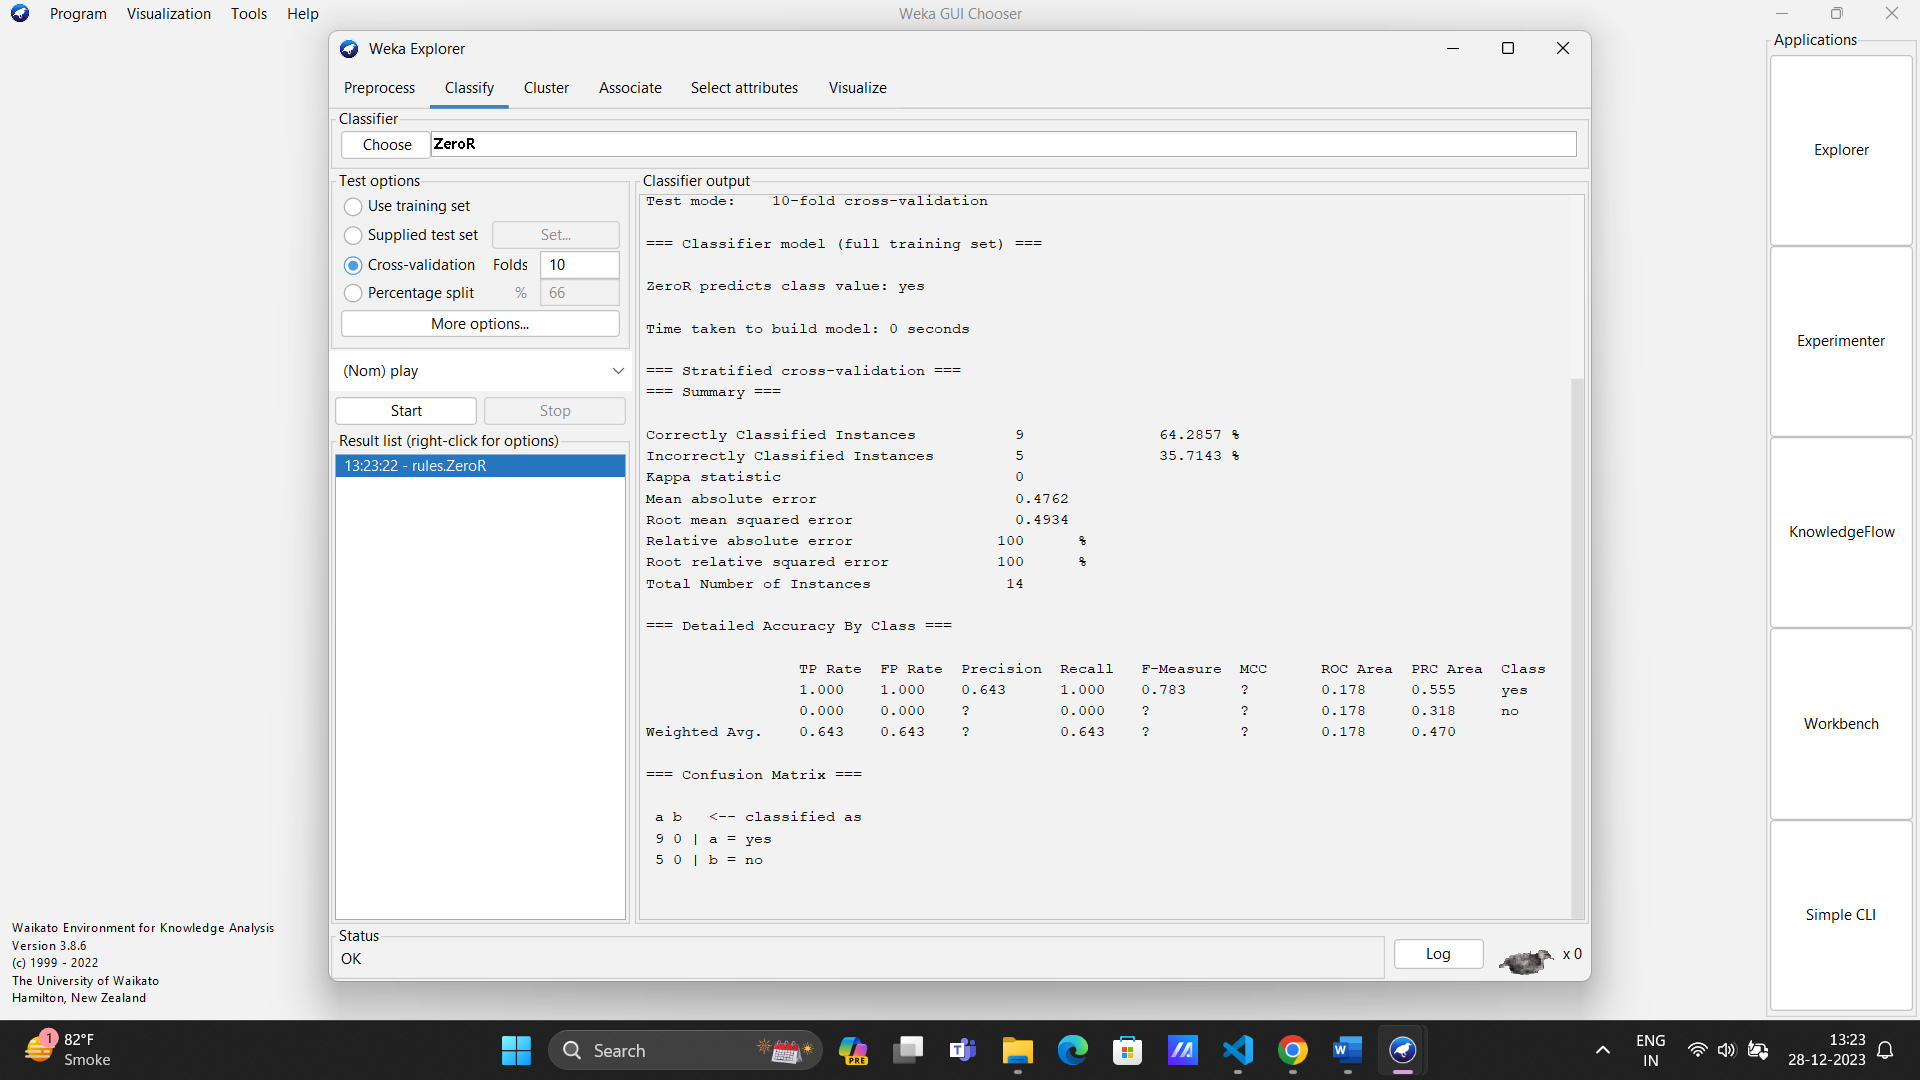 Program Visualization Tools Help Weka GUI Chooser
Weka Explorer
Preprocess Classify Cluster Associate Select attributes Visualize
Classifier
Choose ZeroR
Test options
Use training set
Supplied test set Set...
Cross-validation Folds 10
Percentage split % 66
More options...
(Nom) play
Start Stop
Result list (right-click for options)
13:23:22 - rules.ZeroR
Classifier output
Test mode: 10-fold cross-validation
=== Classifier model (full training set) ===
ZeroR predicts class value: yes
Time taken to build model: 0 seconds
=== Stratified cross-validation ===
=== Summary ===
Correctly Classified Instances 9 64.2857 %
Incorrectly Classified Instances 5 35.7143 %
Kappa statistic 0
Mean absolute error 0.4762
Root mean squared error 0.4934
Relative absolute error 100 %
Root relative squared error 100 %
Total Number of Instances 14
=== Detailed Accuracy By Class ===
TP Rate FP Rate Precision Recall F-Measure MCC ROC Area PRC Area Class
1.000 1.000 0.643 1.000 0.783 ? 0.178 0.555 yes
0.000 0.000 ? 0.000 ? ? 0.178 0.318 no
Weighted Avg. 0.643 0.643 ? 0.643 ? ? 0.178 0.470
=== Confusion Matrix ===
a b <-- classified as
9 0 | a = yes
5 0 | b = no
Status
OK
Log x 0
Applications
Explorer
Experimenter
KnowledgeFlow
Workbench
Simple CLI
Waikato Environment for Knowledge Analysis
Version 3.8.6
(c) 1999 - 2022
The University of Waikato
Hamilton, New Zealand
1 82°F
Smoke
Search
PRE
ENG
IN
13:23
28-12-2023